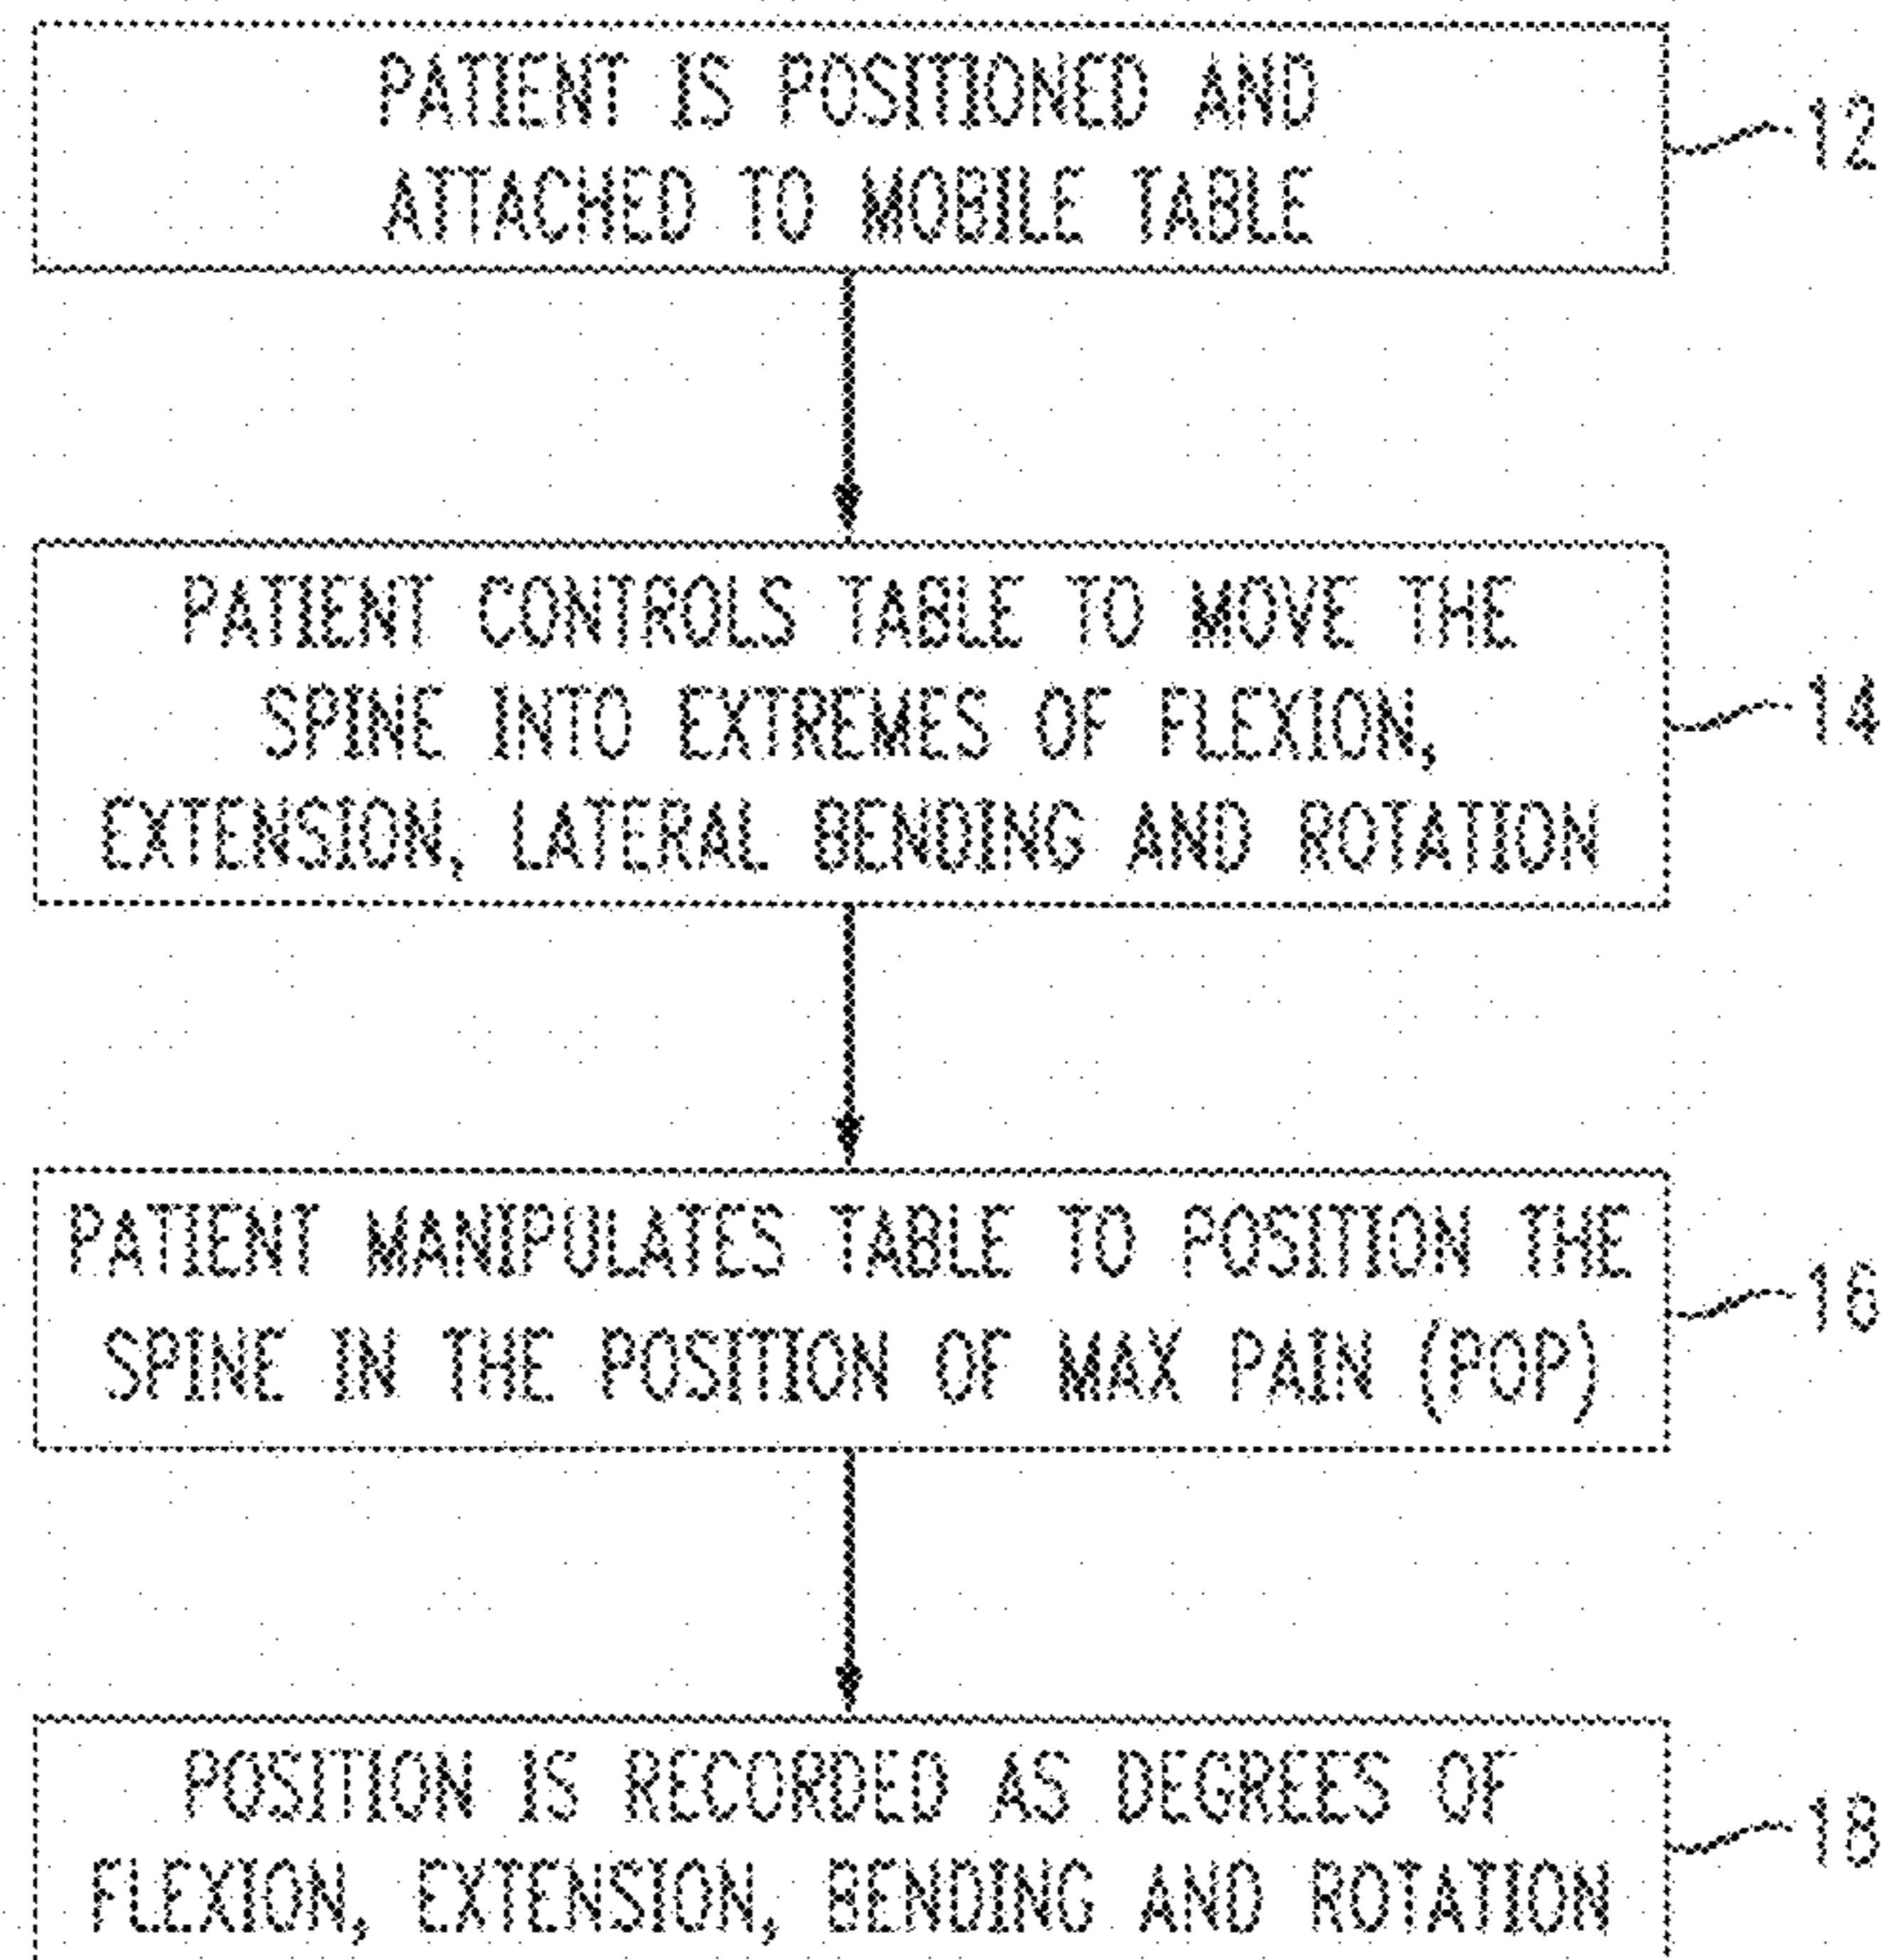 PATIENT IS POSITIONED AND
ATTACHED TO MOBILE TABLE
12
PATIENT CONTROLS TABLE TO MOVE THE
SPINE INTO EXTREMES OF FLEXION,
EXTENSION, LATERAL BENDING AND ROTATION
14
PATIENT MANIPULATES TABLE TO POSITION THE
SPINE IN THE POSITION OF MAX PAIN (POP)
16
POSITION IS RECORDED AS DEGREES OF
FLEXION, EXTENSION, BENDING AND ROTATION
18